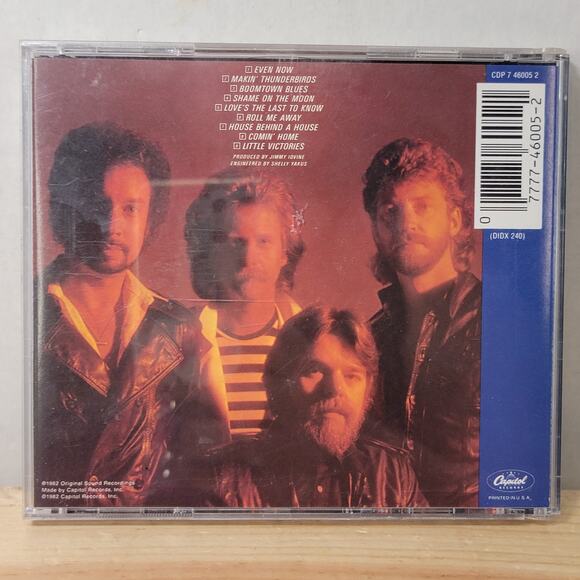 1 EVEN NOW
2 MAKIN' THUNDERBIRDS
3 BOOMTOWN BLUES
4 SHAME ON THE MOON
5 LOVE'S THE LAST TO KNOW
6 ROLL ME AWAY
7 HOUSE BEHIND A HOUSE
8 COMIN' HOME
9 LITTLE VICTORIES
PRODUCED BY JIMMY IOVINE
ENGINEERED BY SHELLY YAKUS
CDP 7 46005 2
0 7777-46005-2
(DIDX 240)
℗1982 Original Sound Recordings
Made by Capitol Records, Inc.
©1982 Capitol Records, Inc.
Capitol
RECORDS
PRINTED IN U.S.A.